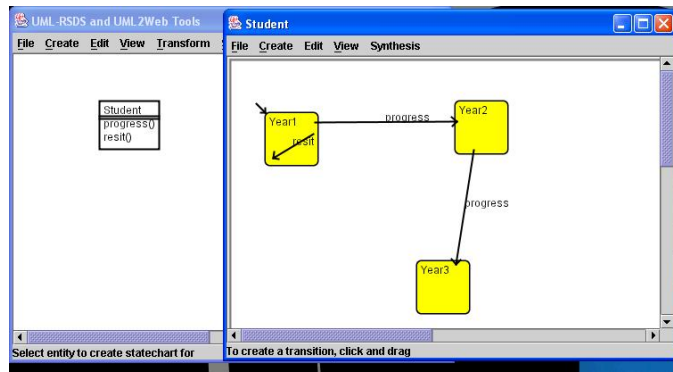 UML-RSDS and UML2Web Tools
File Create Edit View Transform
Student
progress()
resit()
Select entity to create statechart for
Student
File Create Edit View Synthesis
Year1
resit
progress
Year2
progress
Year3
To create a transition, click and drag